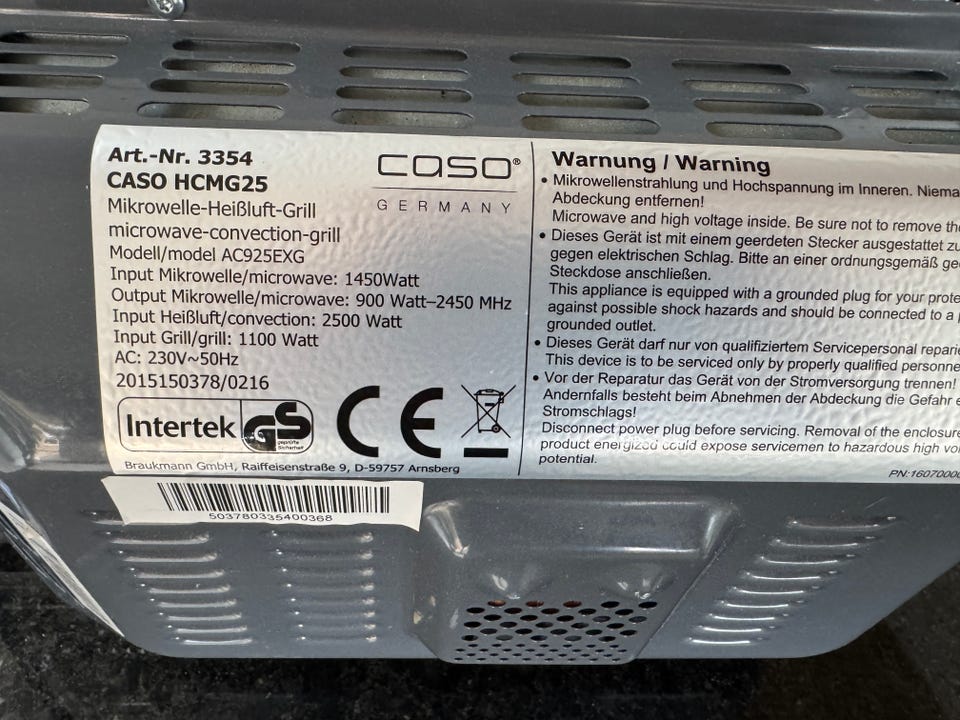 Art.-Nr. 3354
CASO HCMG25
Mikrowelle-Heißluft-Grill
microwave-convection-grill
Modell/model AC925EXG
Input Mikrowelle/microwave: 1450Watt
Output Mikrowelle/microwave: 900 Watt–2450 MHz
Input Heißluft/convection: 2500 Watt
Input Grill/grill: 1100 Watt
AC: 230V~50Hz
2015150378/0216
caso®
GERMANY
Intertek
GS
geprüfte
Sicherheit
CE
Braukmann GmbH, Raiffeisenstraße 9, D-59757 Arnsberg
503780335400368
Warnung / Warning
• Mikrowellenstrahlung und Hochspannung im Inneren. Niema
Abdeckung entfernen!
Microwave and high voltage inside. Be sure not to remove the
• Dieses Gerät ist mit einem geerdeten Stecker ausgestattet zu
gegen elektrischen Schlag. Bitte an einer ordnungsgemäß ge
Steckdose anschließen.
This appliance is equipped with a grounded plug for your prote
against possible shock hazards and should be connected to a p
grounded outlet.
• Dieses Gerät darf nur von qualifiziertem Servicepersonal reparie
This device is to be serviced only by properly qualified personne
• Vor der Reparatur das Gerät von der Stromversorgung trennen!
Andernfalls besteht beim Abnehmen der Abdeckung die Gefahr e
Stromschlags!
Disconnect power plug before servicing. Removal of the enclosure
product energized could expose servicemen to hazardous high vo
potential.
PN:1607000